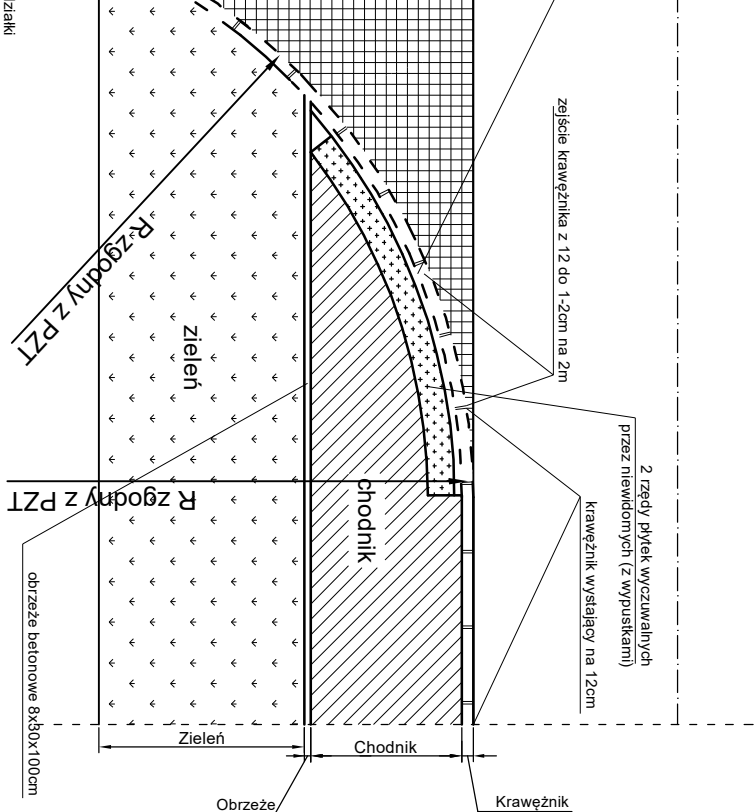 działki
zejście krawężnika z 12 do 1-2cm na 2m
2 rzędy płytek wyczuwalnych
przez niewidomych (z wypustkami)
krawężnik wystający na 12cm
R zgodny z PZT
zieleń
R zgodny z PZT
chodnik
obrzeże betonowe 8x30x100cm
Zieleń
Chodnik
Obrzeże
Krawężnik